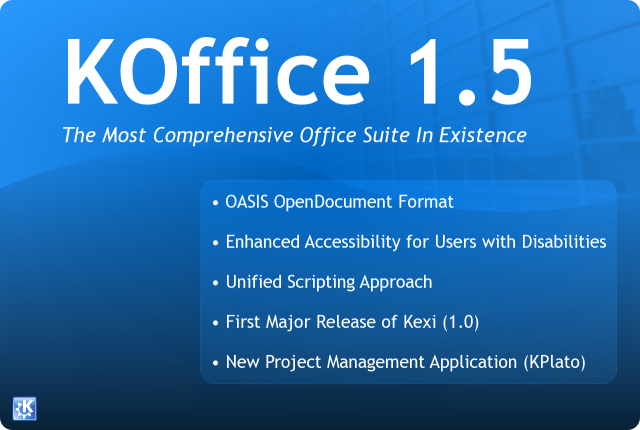 KOffice 1.5
The Most Comprehensive Office Suite In Existence
• OASIS OpenDocument Format
• Enhanced Accessibility for Users with Disabilities
• Unified Scripting Approach
• First Major Release of Kexi (1.0)
• New Project Management Application (KPlato)
K